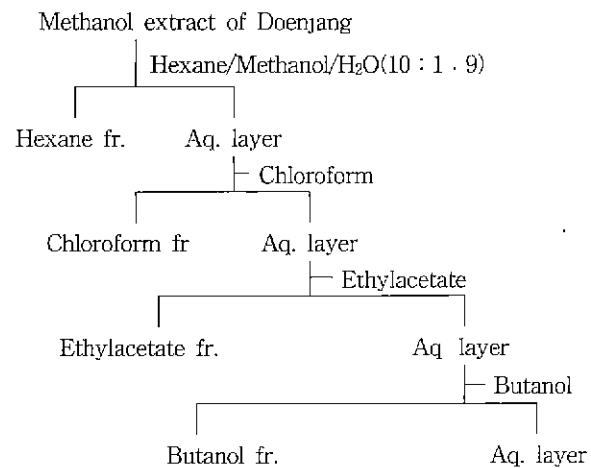 Methanol extract of Doenjang
Hexane/Methanol/H₂O(10 : 1 . 9)
Hexane fr. Aq. layer
Chloroform
Chloroform fr Aq. layer
Ethylacetate
Ethylacetate fr. Aq layer
Butanol
Butanol fr. Aq. layer